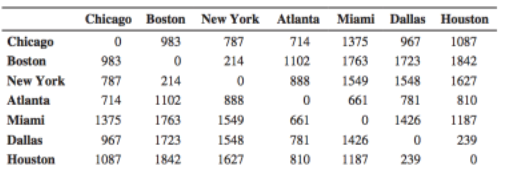 Chicago Boston New York Atlanta Miami Dallas Houston
Chicago 0 983 787 714 1375 967 1087
Boston 983 0 214 1102 1763 1723 1842
New York 787 214 0 888 1549 1548 1627
Atlanta 714 1102 888 0 661 781 810
Miami 1375 1763 1549 661 0 1426 1187
Dallas 967 1723 1548 781 1426 0 239
Houston 1087 1842 1627 810 1187 239 0